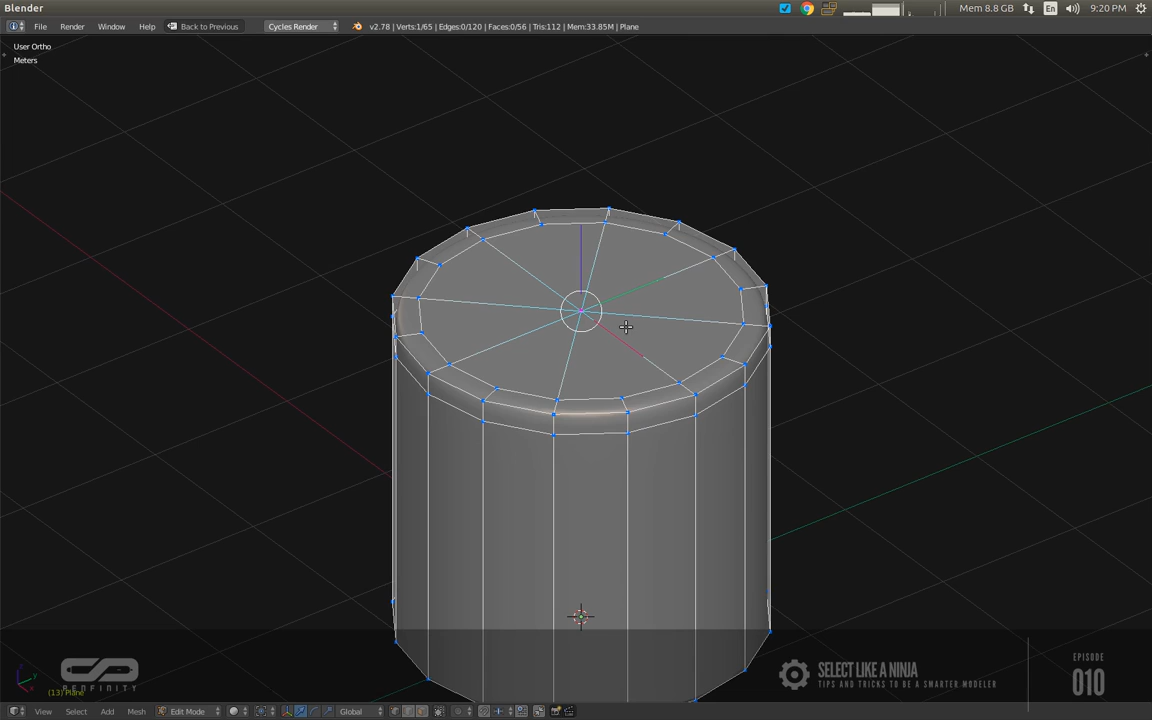 Blender
Mem 8.8 GB
En
9:20 PM
File Render Window Help Back to Previous Cycles Render v2.78 | Verts:1/65 | Edges:0/120 | Faces:0/56 | Tris:112 | Mem:33.85M | Plane
User Ortho
Meters
SELECT LIKE A NINJA
TIPS AND TRICKS TO BE A SMARTER MODELER
EPISODE
010
(13) Plane
View Select Add Mesh Edit Mode Global